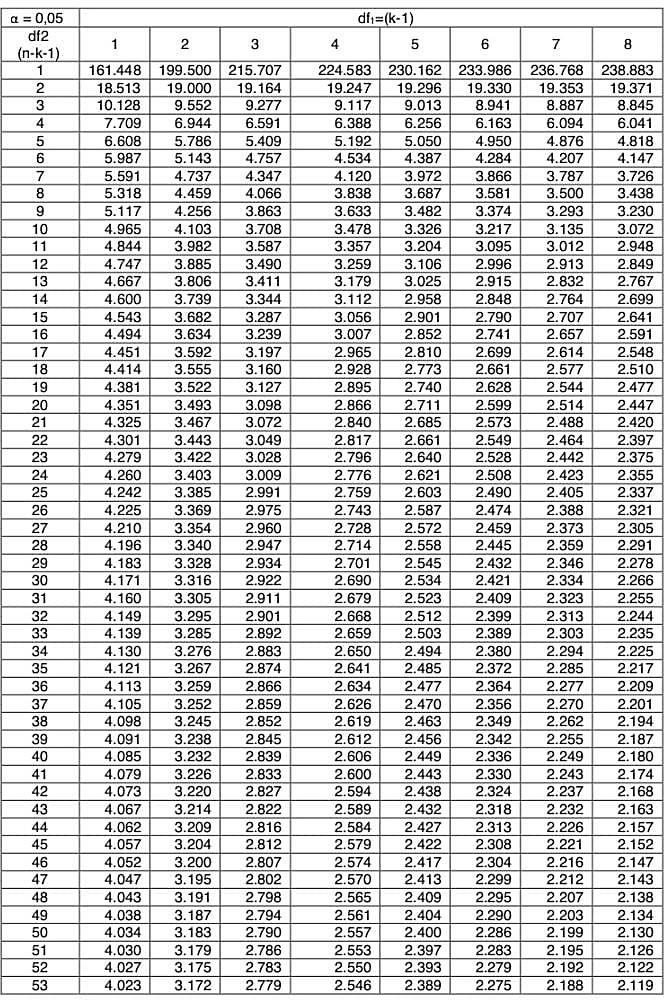 α = 0,05 df₁=(k-1)
df2
(n-k-1) 1 2 3 4 5 6 7 8
1 161.448 199.500 215.707 224.583 230.162 233.986 236.768 238.883
2 18.513 19.000 19.164 19.247 19.296 19.330 19.353 19.371
3 10.128 9.552 9.277 9.117 9.013 8.941 8.887 8.845
4 7.709 6.944 6.591 6.388 6.256 6.163 6.094 6.041
5 6.608 5.786 5.409 5.192 5.050 4.950 4.876 4.818
6 5.987 5.143 4.757 4.534 4.387 4.284 4.207 4.147
7 5.591 4.737 4.347 4.120 3.972 3.866 3.787 3.726
8 5.318 4.459 4.066 3.838 3.687 3.581 3.500 3.438
9 5.117 4.256 3.863 3.633 3.482 3.374 3.293 3.230
10 4.965 4.103 3.708 3.478 3.326 3.217 3.135 3.072
11 4.844 3.982 3.587 3.357 3.204 3.095 3.012 2.948
12 4.747 3.885 3.490 3.259 3.106 2.996 2.913 2.849
13 4.667 3.806 3.411 3.179 3.025 2.915 2.832 2.767
14 4.600 3.739 3.344 3.112 2.958 2.848 2.764 2.699
15 4.543 3.682 3.287 3.056 2.901 2.790 2.707 2.641
16 4.494 3.634 3.239 3.007 2.852 2.741 2.657 2.591
17 4.451 3.592 3.197 2.965 2.810 2.699 2.614 2.548
18 4.414 3.555 3.160 2.928 2.773 2.661 2.577 2.510
19 4.381 3.522 3.127 2.895 2.740 2.628 2.544 2.477
20 4.351 3.493 3.098 2.866 2.711 2.599 2.514 2.447
21 4.325 3.467 3.072 2.840 2.685 2.573 2.488 2.420
22 4.301 3.443 3.049 2.817 2.661 2.549 2.464 2.397
23 4.279 3.422 3.028 2.796 2.640 2.528 2.442 2.375
24 4.260 3.403 3.009 2.776 2.621 2.508 2.423 2.355
25 4.242 3.385 2.991 2.759 2.603 2.490 2.405 2.337
26 4.225 3.369 2.975 2.743 2.587 2.474 2.388 2.321
27 4.210 3.354 2.960 2.728 2.572 2.459 2.373 2.305
28 4.196 3.340 2.947 2.714 2.558 2.445 2.359 2.291
29 4.183 3.328 2.934 2.701 2.545 2.432 2.346 2.278
30 4.171 3.316 2.922 2.690 2.534 2.421 2.334 2.266
31 4.160 3.305 2.911 2.679 2.523 2.409 2.323 2.255
32 4.149 3.295 2.901 2.668 2.512 2.399 2.313 2.244
33 4.139 3.285 2.892 2.659 2.503 2.389 2.303 2.235
34 4.130 3.276 2.883 2.650 2.494 2.380 2.294 2.225
35 4.121 3.267 2.874 2.641 2.485 2.372 2.285 2.217
36 4.113 3.259 2.866 2.634 2.477 2.364 2.277 2.209
37 4.105 3.252 2.859 2.626 2.470 2.356 2.270 2.201
38 4.098 3.245 2.852 2.619 2.463 2.349 2.262 2.194
39 4.091 3.238 2.845 2.612 2.456 2.342 2.255 2.187
40 4.085 3.232 2.839 2.606 2.449 2.336 2.249 2.180
41 4.079 3.226 2.833 2.600 2.443 2.330 2.243 2.174
42 4.073 3.220 2.827 2.594 2.438 2.324 2.237 2.168
43 4.067 3.214 2.822 2.589 2.432 2.318 2.232 2.163
44 4.062 3.209 2.816 2.584 2.427 2.313 2.226 2.157
45 4.057 3.204 2.812 2.579 2.422 2.308 2.221 2.152
46 4.052 3.200 2.807 2.574 2.417 2.304 2.216 2.147
47 4.047 3.195 2.802 2.570 2.413 2.299 2.212 2.143
48 4.043 3.191 2.798 2.565 2.409 2.295 2.207 2.138
49 4.038 3.187 2.794 2.561 2.404 2.290 2.203 2.134
50 4.034 3.183 2.790 2.557 2.400 2.286 2.199 2.130
51 4.030 3.179 2.786 2.553 2.397 2.283 2.195 2.126
52 4.027 3.175 2.783 2.550 2.393 2.279 2.192 2.122
53 4.023 3.172 2.779 2.546 2.389 2.275 2.188 2.119